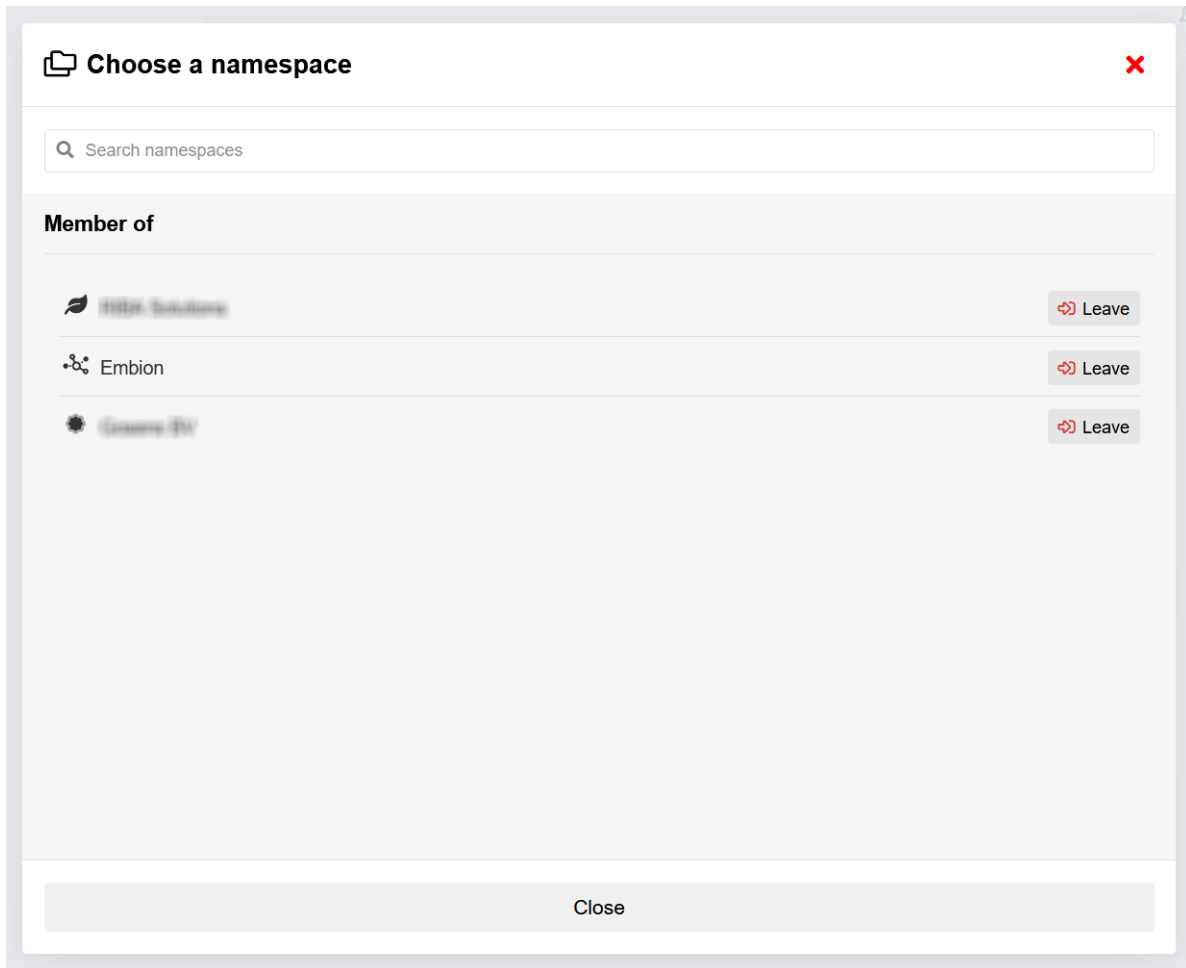 Choose a namespace
Search namespaces
Member of
Leave
Embion
Leave
Leave
Close